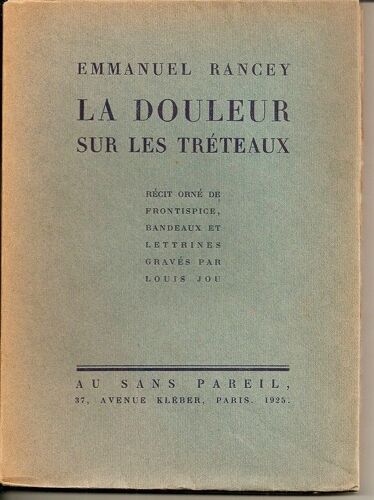 EMMANUEL RANCEY
LA DOULEUR
SUR LES TRÉTEAUX
RÉCIT ORNÉ DE
FRONTISPICE,
BANDEAUX ET
LETTRINES
GRAVÉS PAR
LOUIS JOU
AU SANS PAREIL,
37, AVENUE KLÉBER, PARIS. 1925.